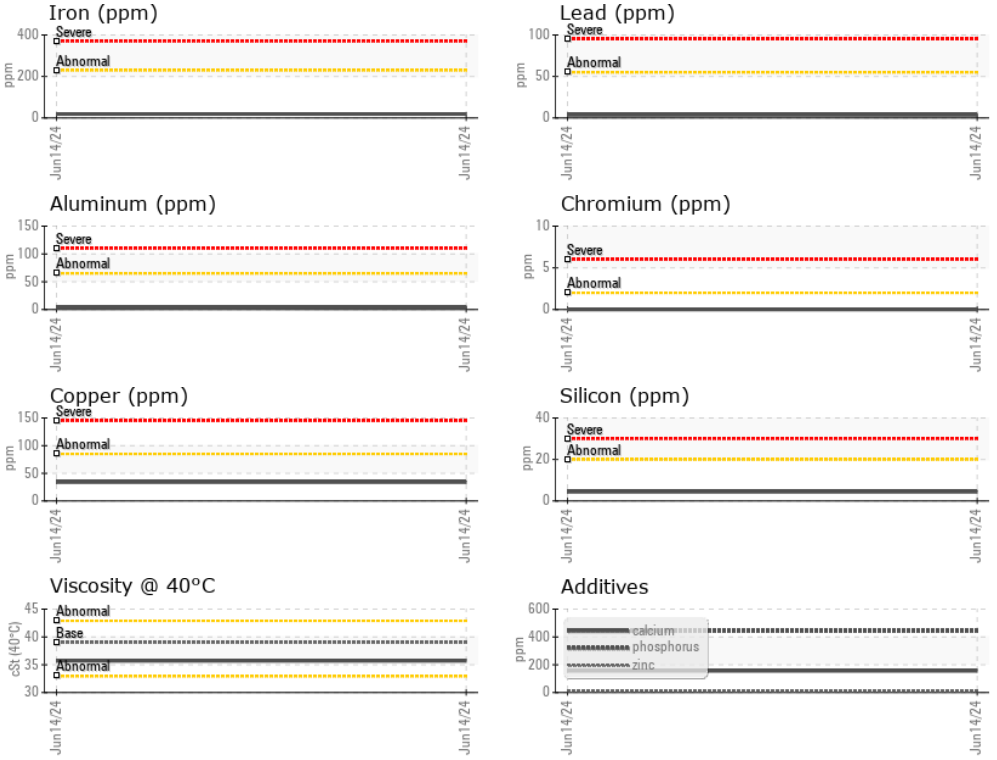 Iron (ppm)
400
200
0
ppm
Severe
Abnormal
Jun14/24
Jun14/24
Lead (ppm)
100
50
0
ppm
Severe
Abnormal
Jun14/24
Jun14/24
Aluminum (ppm)
150
100
50
0
ppm
Severe
Abnormal
Jun14/24
Jun14/24
Chromium (ppm)
10
5
0
ppm
Severe
Abnormal
Jun14/24
Jun14/24
Copper (ppm)
150
100
50
0
ppm
Severe
Abnormal
Jun14/24
Jun14/24
Silicon (ppm)
40
20
0
ppm
Severe
Abnormal
Jun14/24
Jun14/24
Viscosity @ 40°C
45
40
35
30
cSt (40°C)
Abnormal
Base
Abnormal
Jun14/24
Jun14/24
Additives
600
400
200
0
ppm
calcium
phosphorus
zinc
Jun14/24
Jun14/24